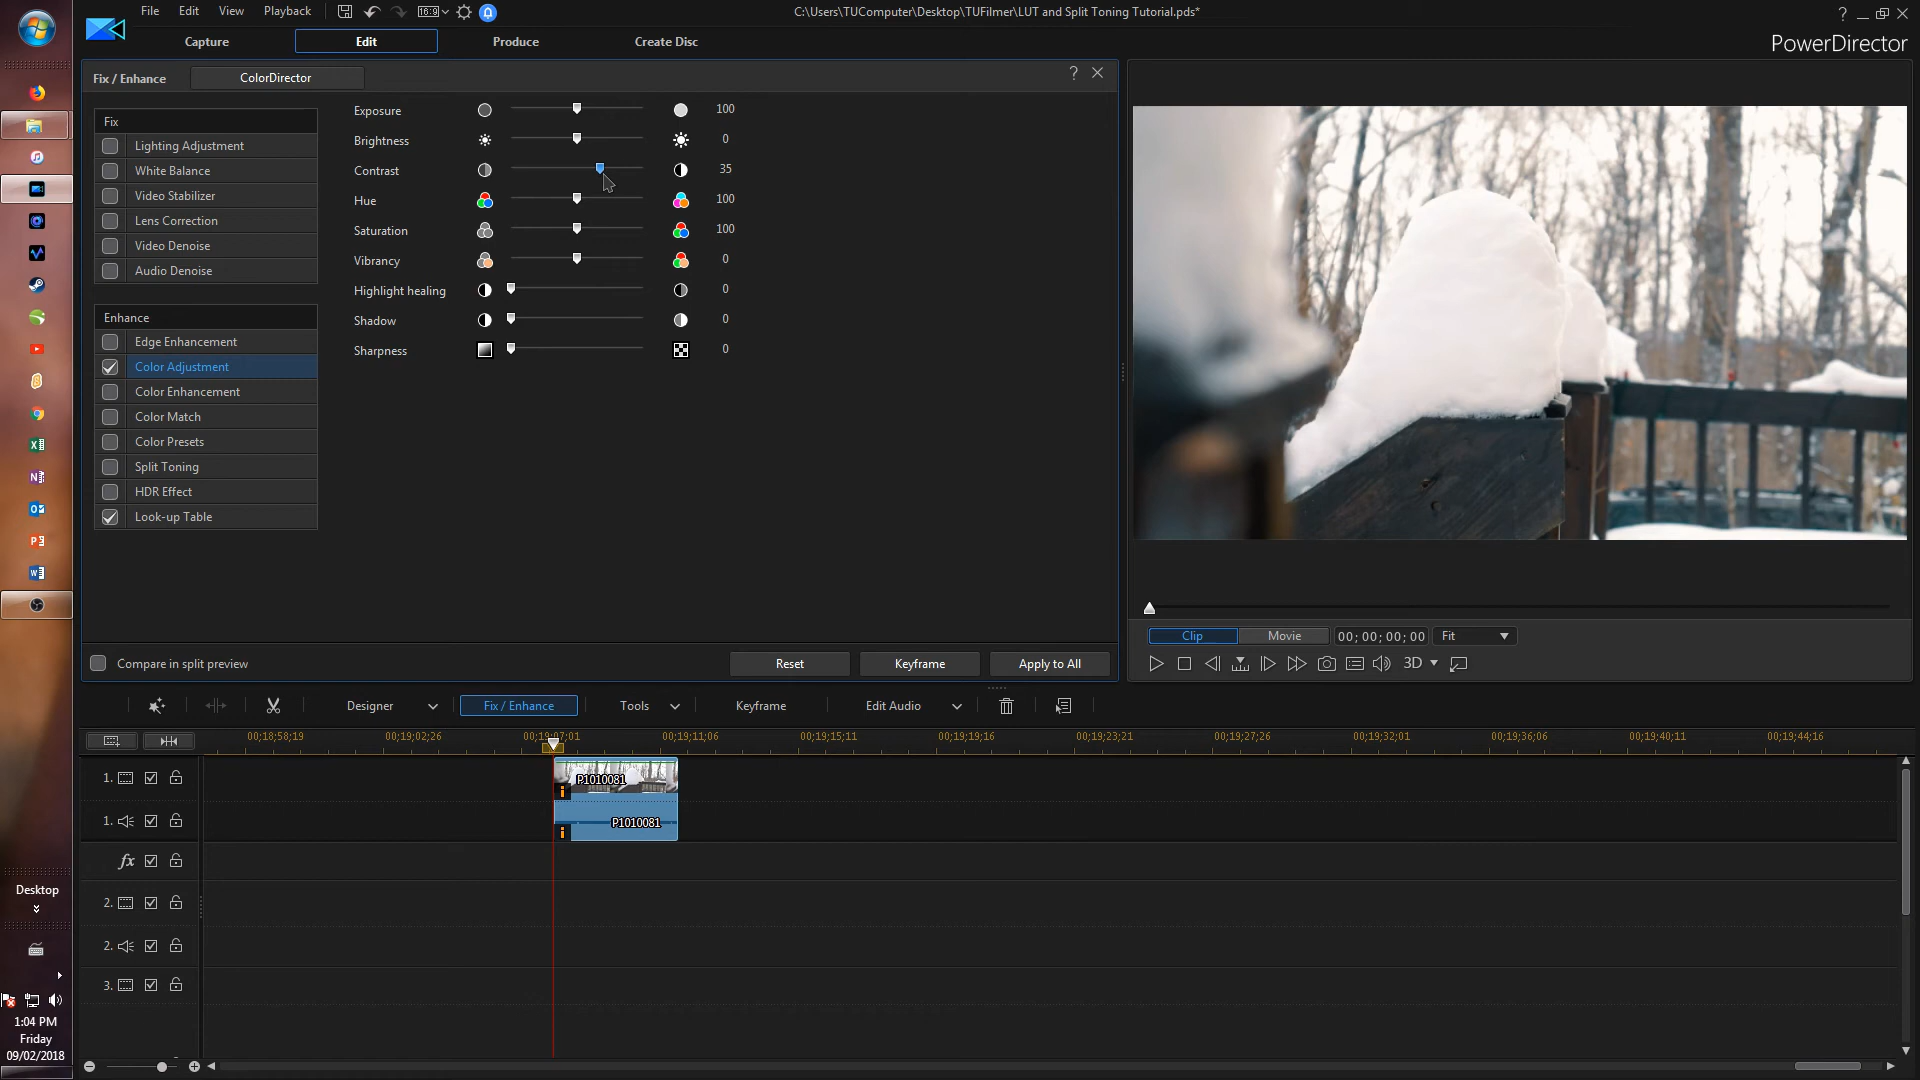 File Edit View Playback 16:9 C:\Users\TUComputer\Desktop\TUFilmer\LUT and Split Toning Tutorial.pds* ?
Capture Edit Produce Create Disc PowerDirector
Fix / Enhance ColorDirector ?
Fix
Lighting Adjustment
White Balance
Video Stabilizer
Lens Correction
Video Denoise
Audio Denoise
Enhance
Edge Enhancement
Color Adjustment
Color Enhancement
Color Match
Color Presets
Split Toning
HDR Effect
Look-up Table
Exposure 100
Brightness 0
Contrast 35
Hue 100
Saturation 100
Vibrancy 0
Highlight healing 0
Shadow 0
Sharpness 0
Compare in split preview Reset Keyframe Apply to All
Clip Movie 00; 00; 00; 00 Fit
3D
Designer Fix / Enhance Tools Keyframe Edit Audio
00;18;58;19 00;19;02;26 00;19;07;01 00;19;11;06 00;19;15;11 00;19;19;16 00;19;23;21 00;19;27;26 00;19;32;01 00;19;36;06 00;19;40;11 00;19;44;16
1. P1010081
1. P1010081
fx
2.
2.
3.
Desktop
1:04 PM
Friday
09/02/2018